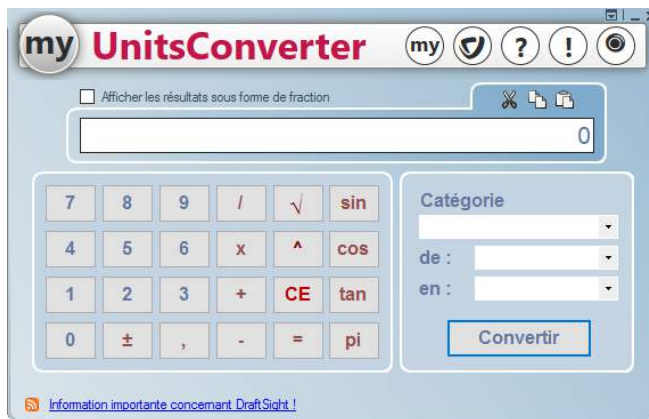 my UnitsConverter my ? !
Afficher les résultats sous forme de fraction
0
7 8 9 / √ sin
4 5 6 x ^ cos
1 2 3 + CE tan
0 ± , - = pi
Catégorie
de :
en :
Convertir
Information importante concernant DraftSight !